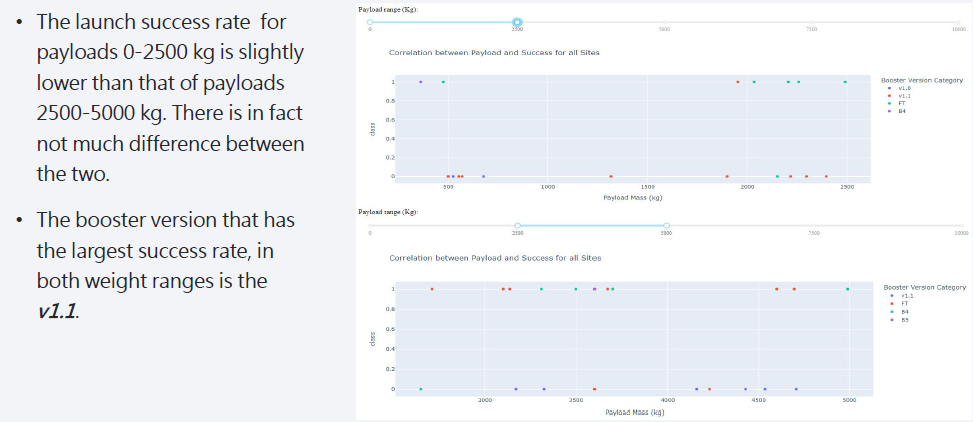 • The launch success rate for
payloads 0-2500 kg is slightly
lower than that of payloads
2500-5000 kg. There is in fact
not much difference between
the two.
• The booster version that has
the largest success rate, in
both weight ranges is the
v1.1.
Payload range (Kg):
0 2500 5000 7500 10000
Correlation between Payload and Success for all Sites
Booster Version Category
v1.0
v1.1
FT
B4
class
1
0.8
0.6
0.4
0.2
0
500 1000 1500 2000 2500
Payload Mass (kg)
Payload range (Kg):
0 2500 5000 7500 10000
Correlation between Payload and Success for all Sites
Booster Version Category
v1.1
FT
B4
B5
class
1
0.8
0.6
0.4
0.2
0
3000 3500 4000 4500 5000
Payload Mass (kg)